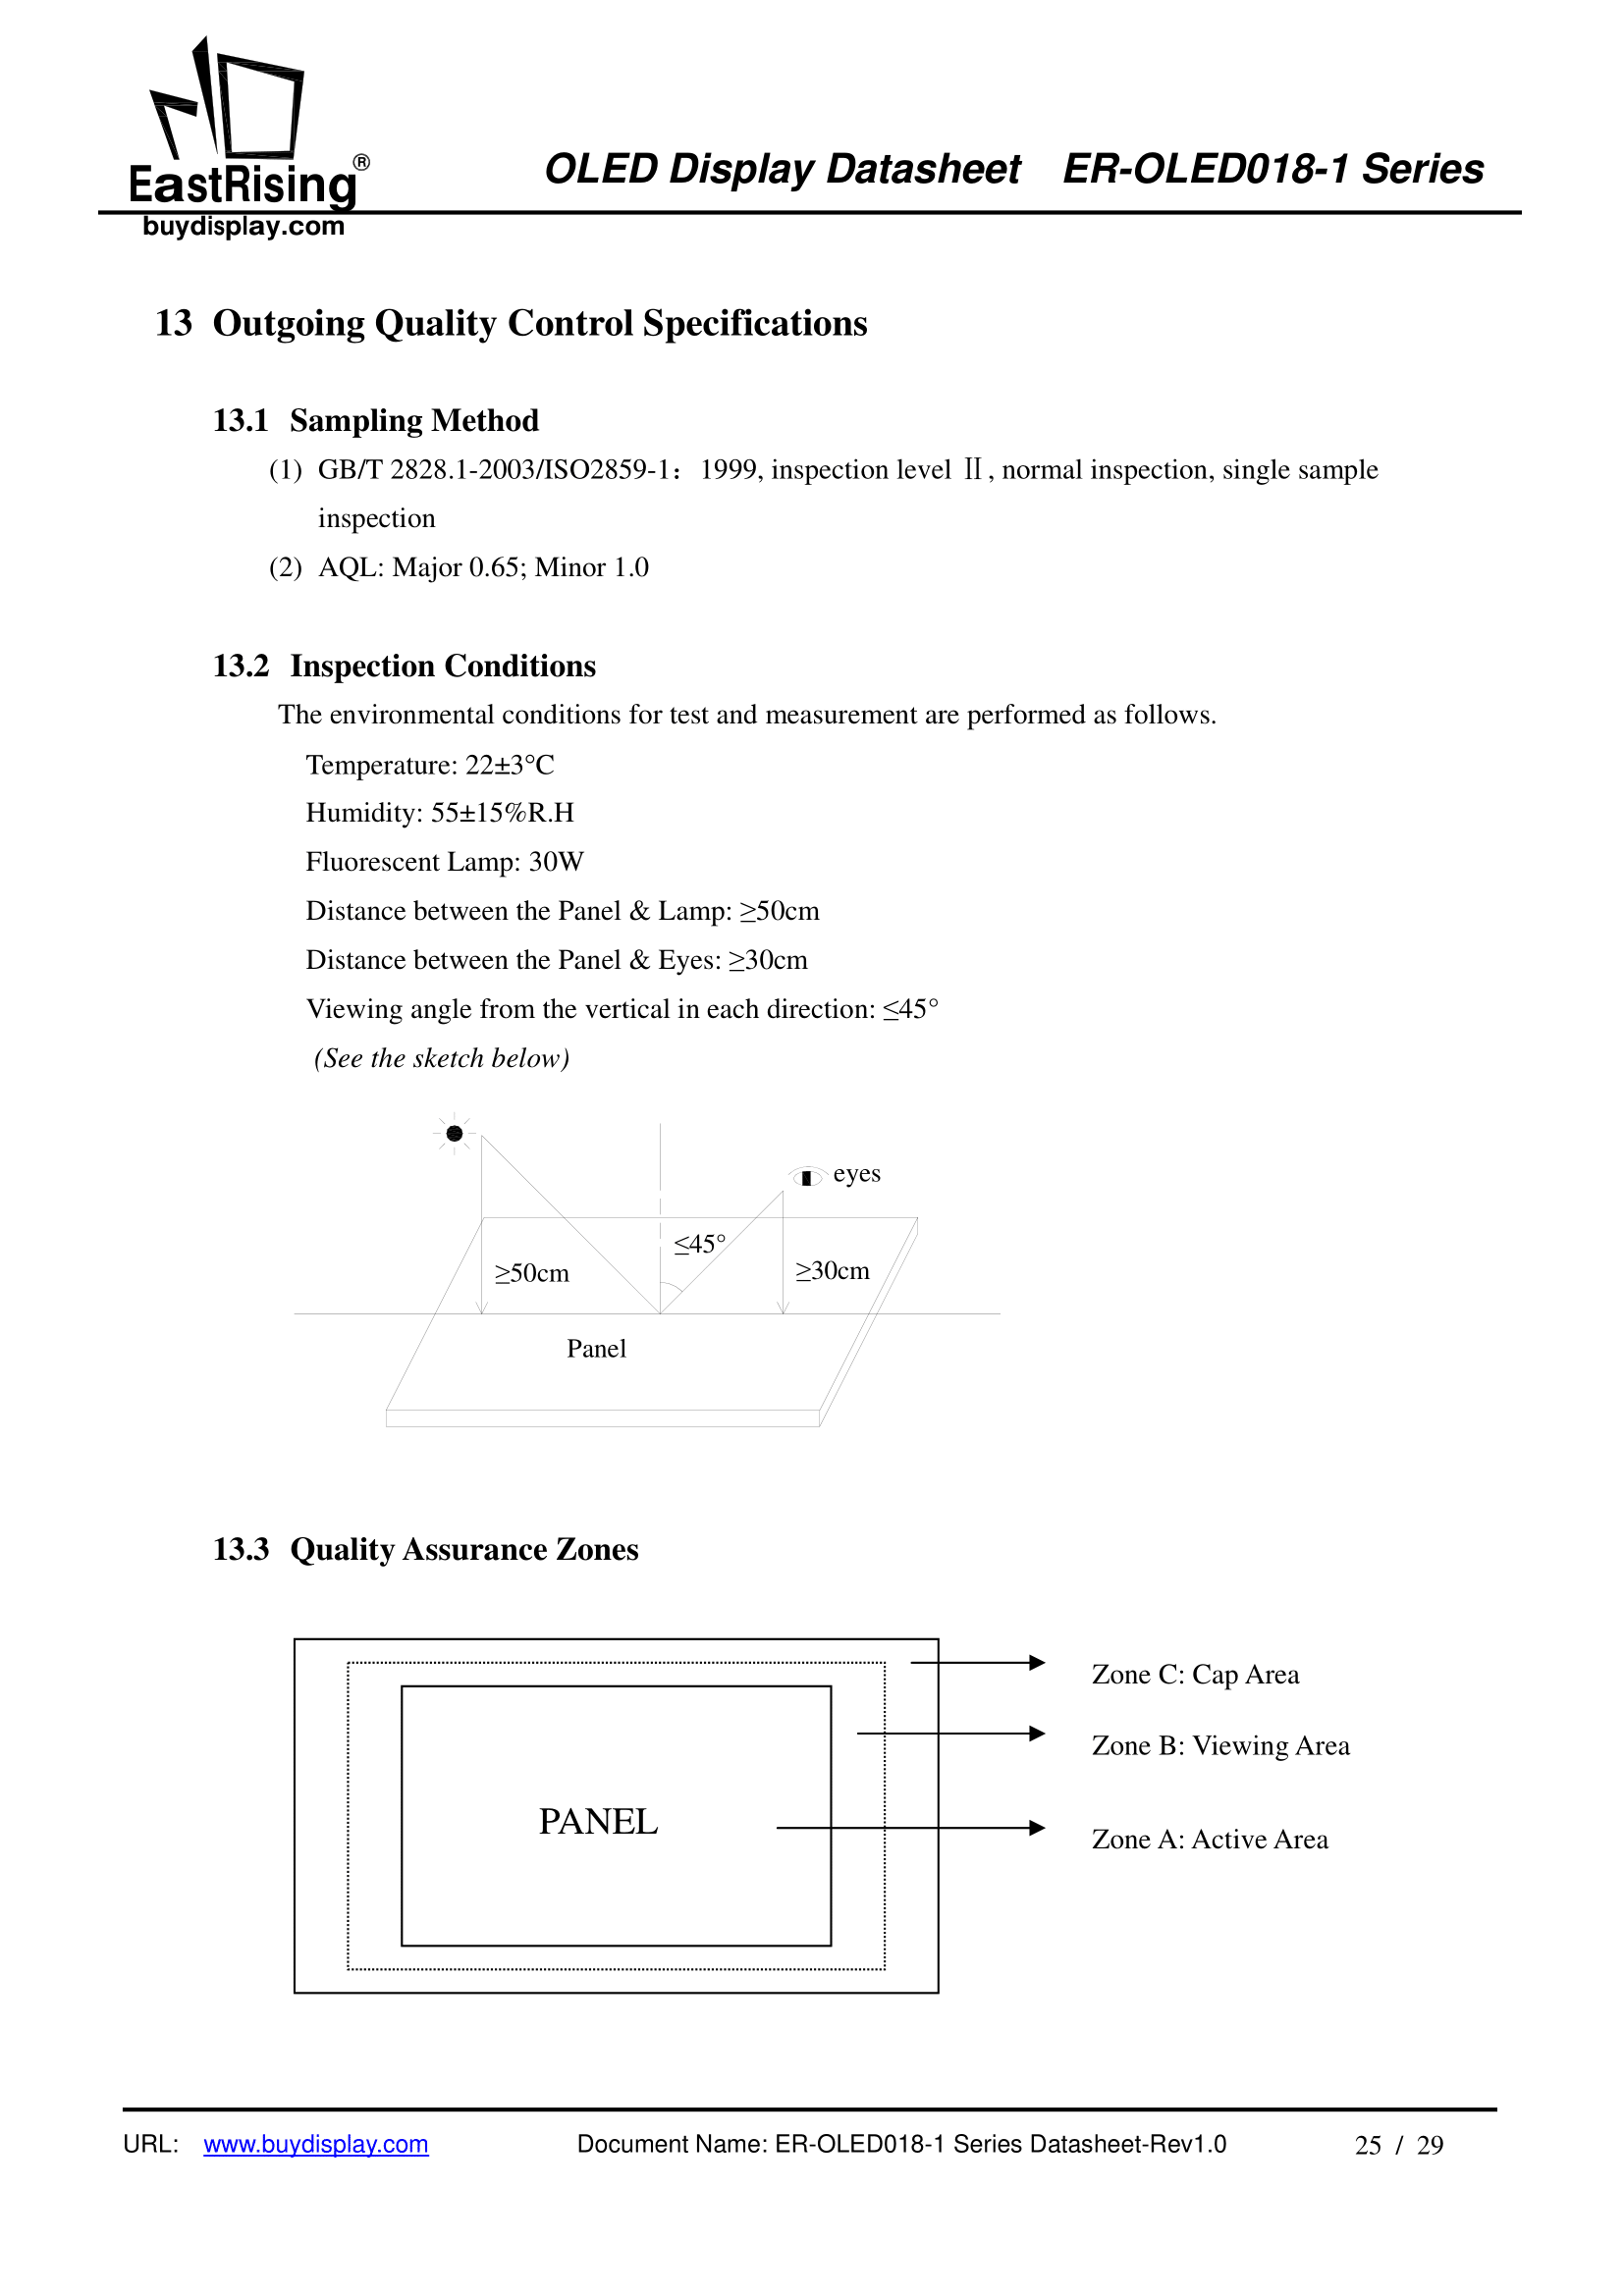 EastRising®
buydisplay.com
OLED Display Datasheet ER-OLED018-1 Series
13 Outgoing Quality Control Specifications
13.1 Sampling Method
(1) GB/T 2828.1-2003/ISO2859-1：1999, inspection level Ⅱ, normal inspection, single sample
inspection
(2) AQL: Major 0.65; Minor 1.0
13.2 Inspection Conditions
The environmental conditions for test and measurement are performed as follows.
Temperature: 22±3°C
Humidity: 55±15%R.H
Fluorescent Lamp: 30W
Distance between the Panel & Lamp: ≥50cm
Distance between the Panel & Eyes: ≥30cm
Viewing angle from the vertical in each direction: ≤45°
(See the sketch below)
eyes
≤45°
≥50cm
≥30cm
Panel
13.3 Quality Assurance Zones
Zone C: Cap Area
Zone B: Viewing Area
PANEL
Zone A: Active Area
URL: www.buydisplay.com Document Name: ER-OLED018-1 Series Datasheet-Rev1.0 25 / 29